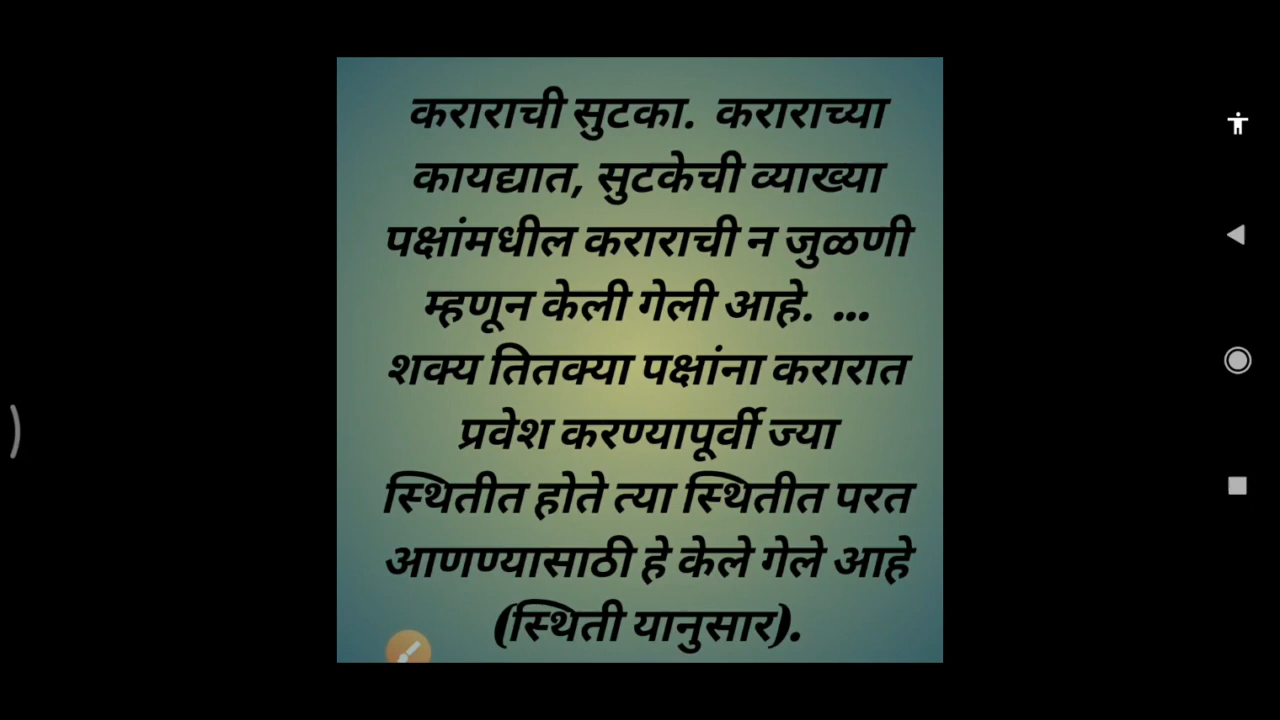 कराराची सुटका. कराराच्या
कायद्यात, सुटकेची व्याख्या
पक्षांमधील कराराची न जुळणी
म्हणून केली गेली आहे. ...
शक्य तितक्या पक्षांना करारात
प्रवेश करण्यापूर्वी ज्या
स्थितीत होते त्या स्थितीत परत
आणण्यासाठी हे केले गेले आहे
(स्थिती यानुसार).